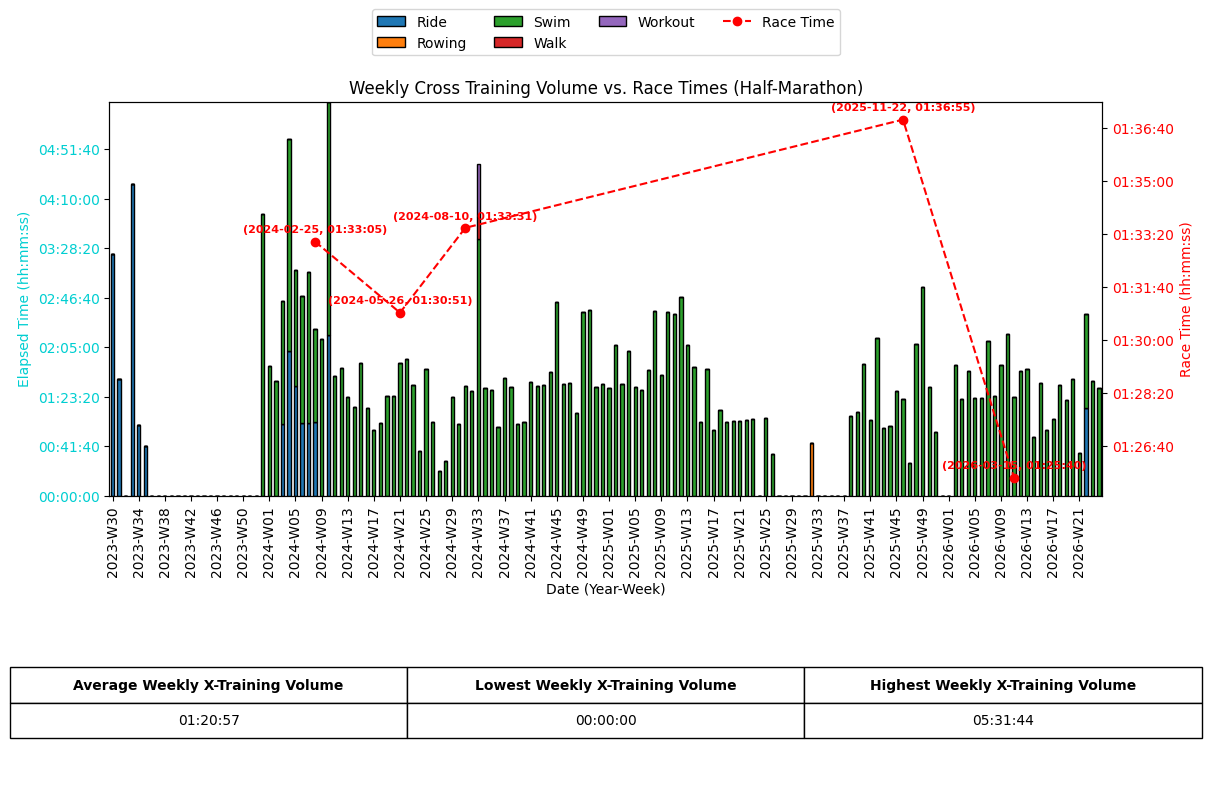 Ride Swim Workout Race Time
Rowing Walk
Weekly Cross Training Volume vs. Race Times (Half-Marathon)
Elapsed Time (hh:mm:ss)
04:51:40
04:10:00
03:28:20
02:46:40
02:05:00
01:23:20
00:41:40
00:00:00
(2024-02-25, 01:33:05)
(2024-05-26, 01:30:51)
(2024-08-10, 01:33:31)
(2025-11-22, 01:36:55)
01:36:40
01:35:00
01:33:20
01:31:40
01:30:00
01:28:20
01:26:40
Race Time (hh:mm:ss)
2023-W30
2023-W34
2023-W38
2023-W42
2023-W46
2023-W50
2024-W01
2024-W05
2024-W09
2024-W13
2024-W17
2024-W21
2024-W25
2024-W29
2024-W33
2024-W37
2024-W41
2024-W45
2024-W49
2025-W01
2025-W05
2025-W09
2025-W13
2025-W17
2025-W21
2025-W25
2025-W29
2025-W33
2025-W37
2025-W41
2025-W45
2025-W49
2026-W01
2026-W05
2026-W09
2026-W13
2026-W17
2026-W21
Date (Year-Week)
Average Weekly X-Training Volume Lowest Weekly X-Training Volume Highest Weekly X-Training Volume
01:20:57 00:00:00 05:31:44